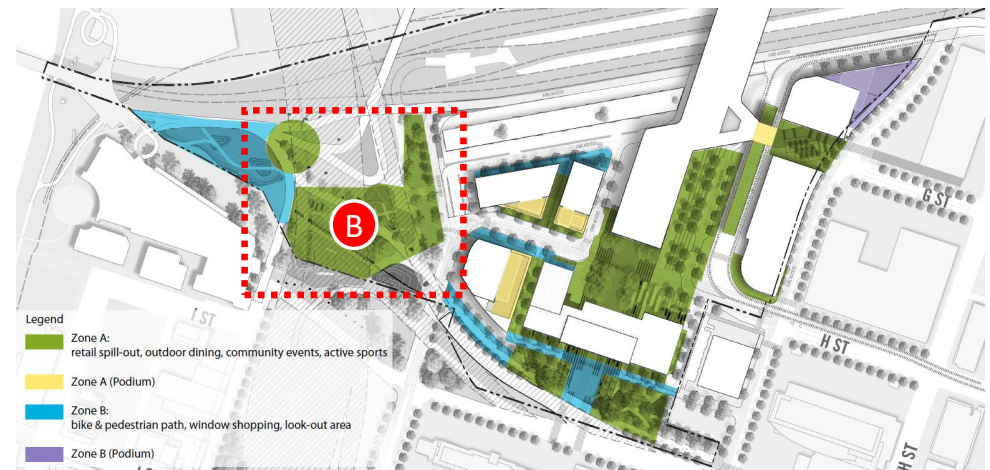 B
G ST
I ST
H ST
H ST
Legend
Zone A:
retail spill-out, outdoor dining, community events, active sports
Zone A (Podium)
Zone B:
bike & pedestrian path, window shopping, look-out area
Zone B (Podium)